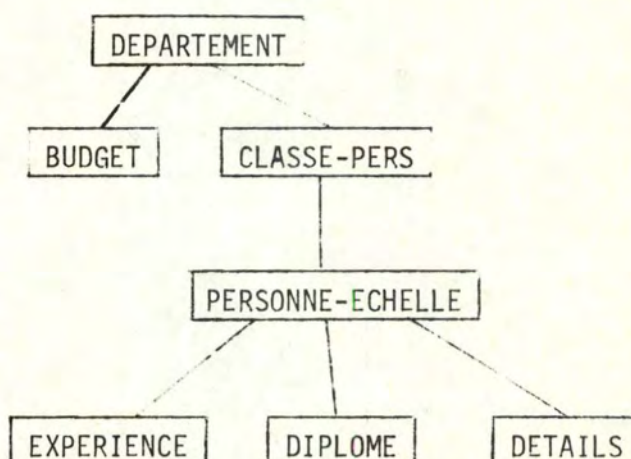 DEPARTEMENT
BUDGET CLASSE-PERS
PERSONNE-ECHELLE
EXPERIENCE DIPLOME DETAILS